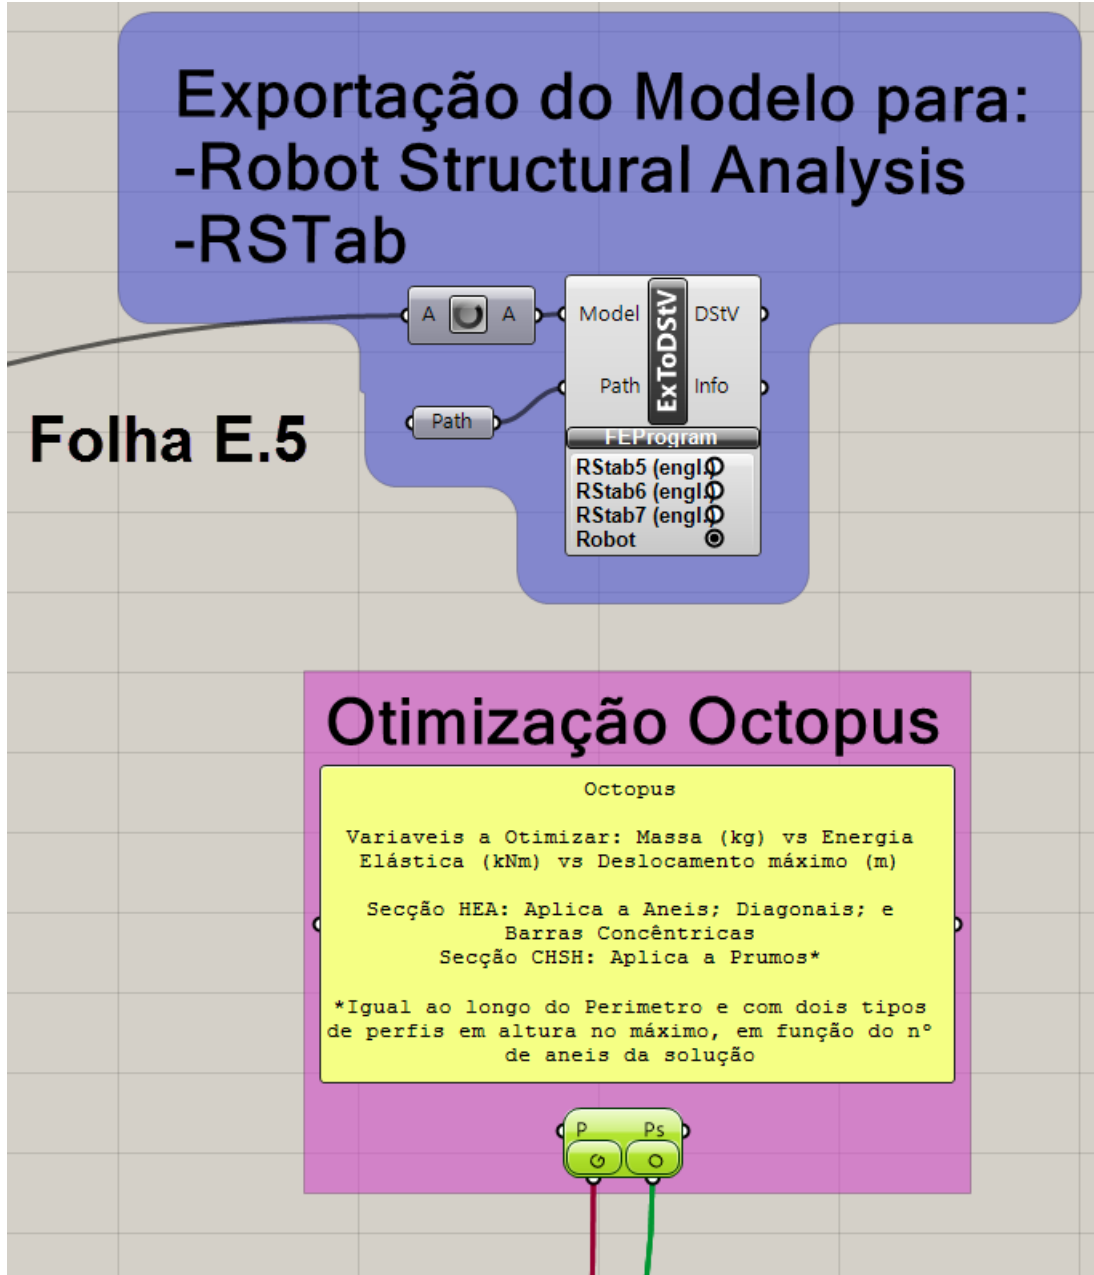 Exportação do Modelo para:
-Robot Structural Analysis
-RSTab
A A
Model DStV
ExToDStV
Path Info
Path
Folha E.5
FEProgram
RStab5 (engl.)
RStab6 (engl.)
RStab7 (engl.)
Robot
Otimização Octopus
Octopus
Variaveis a Otimizar: Massa (kg) vs Energia
Elástica (kNm) vs Deslocamento máximo (m)
Secção HEA: Aplica a Aneis; Diagonais; e
Barras Concêntricas
Secção CHSH: Aplica a Prumos*
*Igual ao longo do Perimetro e com dois tipos
de perfis em altura no máximo, em função do nº
de aneis da solução
P Ps
G O